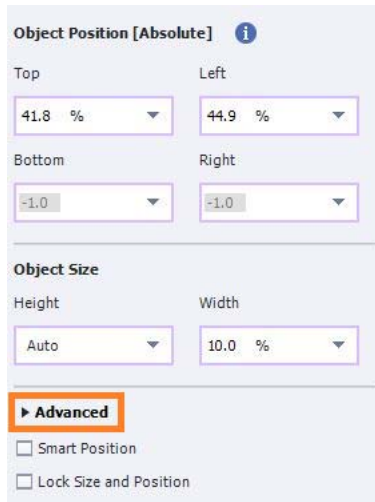 Object Position [Absolute] i
Top Left
41.8 % 44.9 %
Bottom Right
-1.0 -1.0
Object Size
Height Width
Auto 10.0 %
Advanced
Smart Position
Lock Size and Position